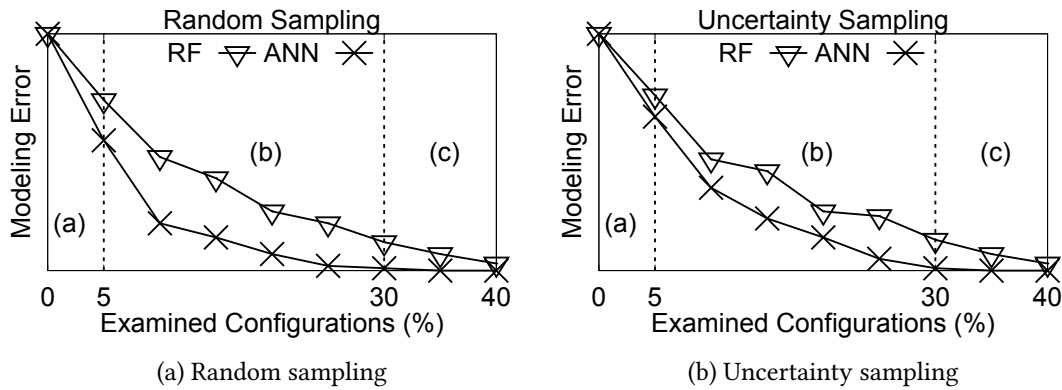 Random Sampling
RF ANN
Modeling Error
(a)
(b)
(c)
0 5 30 40
Examined Configurations (%)
(a) Random sampling
Uncertainty Sampling
RF ANN
Modeling Error
(a)
(b)
(c)
0 5 30 40
Examined Configurations (%)
(b) Uncertainty sampling